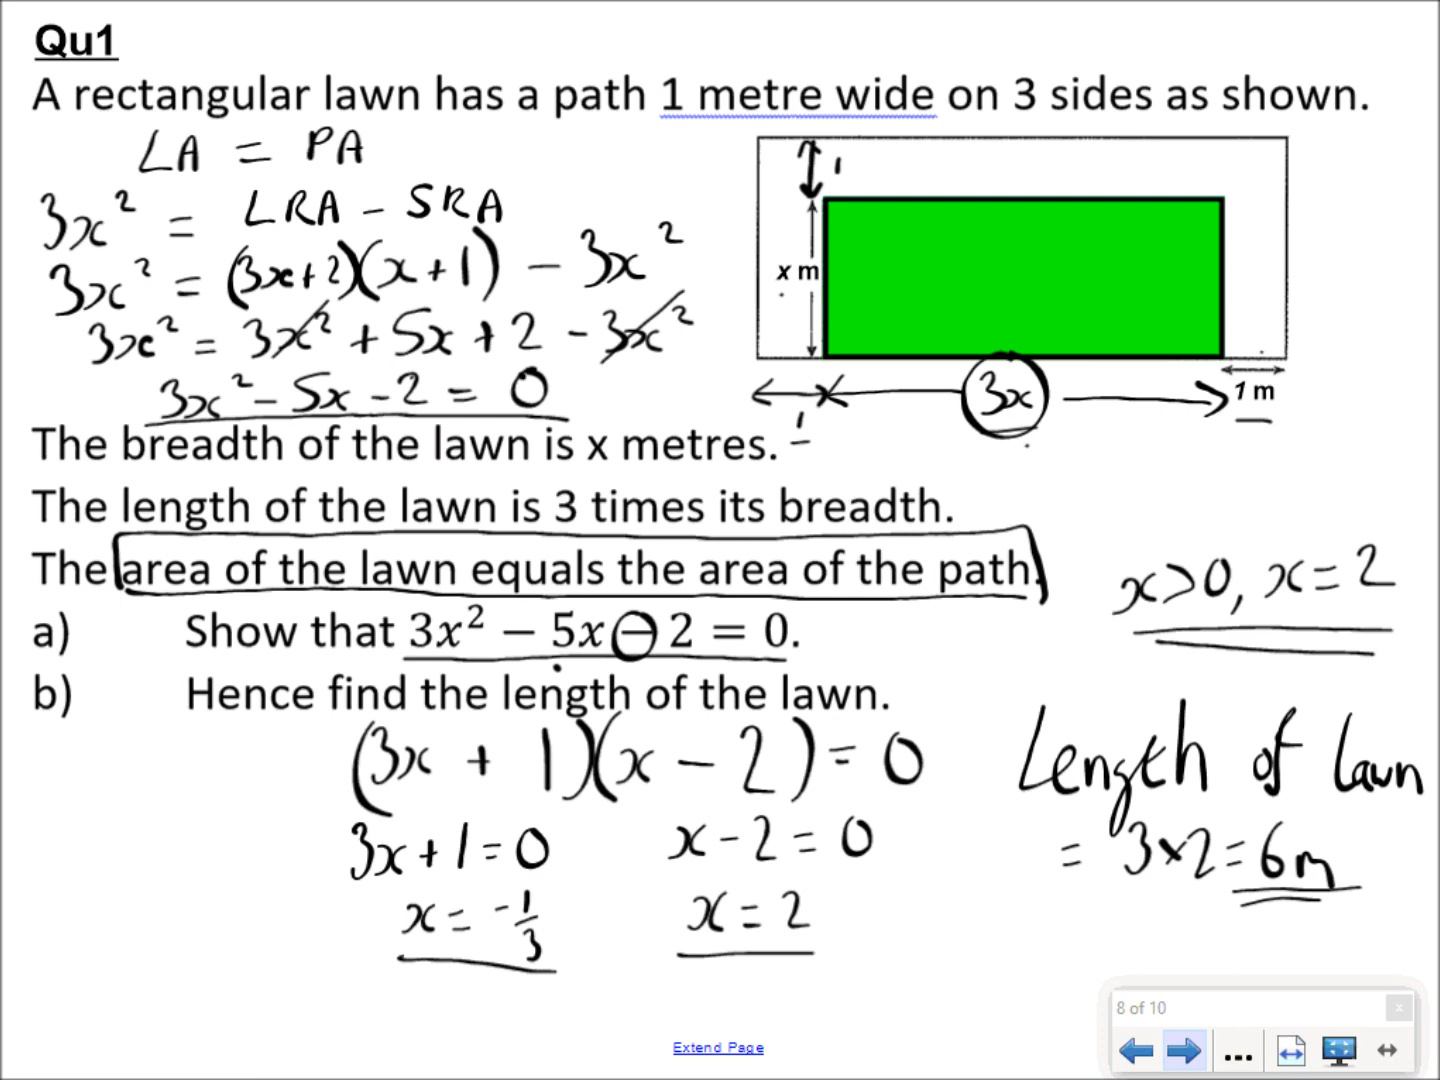 Qu1
A rectangular lawn has a path 1 metre wide on 3 sides as shown.
LA = PA
3x² = LRA - SRA
3x² = (3x+2)(x+1) - 3x²
3x² = 3x² + 5x + 2 - 3x²
3x² - 5x - 2 = 0
1
x m
3x
1 m
1
The breadth of the lawn is x metres.
The length of the lawn is 3 times its breadth.
The area of the lawn equals the area of the path.
x>0, x=2
a) Show that 3x² − 5x − 2 = 0.
b) Hence find the length of the lawn.
(3x + 1)(x - 2) = 0
3x+1=0 x-2=0
x = -1/3 x = 2
Length of lawn
= 3×2 = 6m
8 of 10
x
...
Extend Page